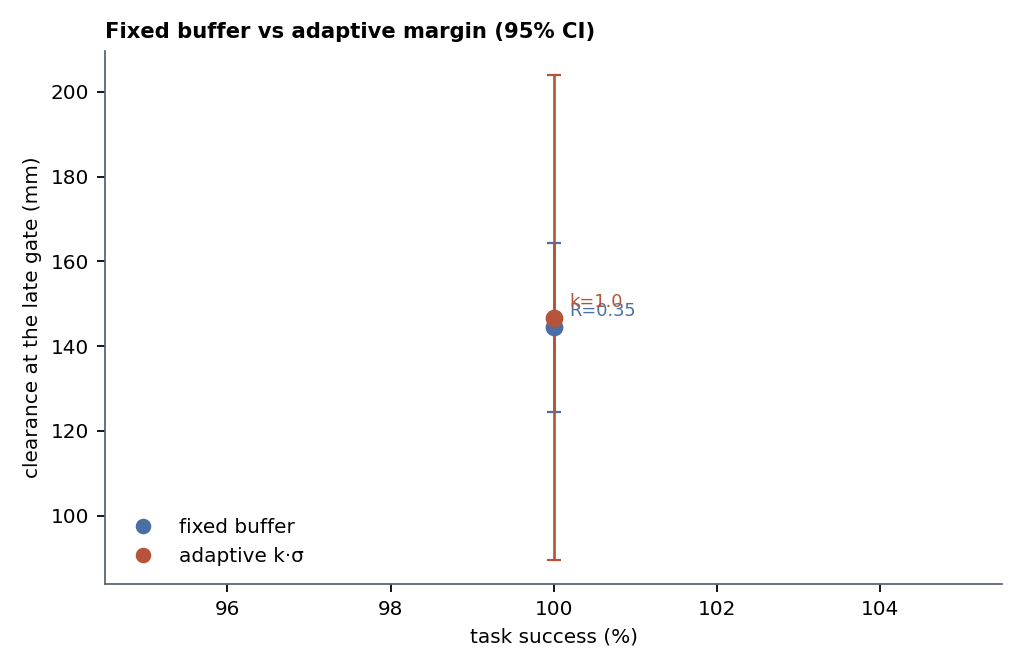 Fixed buffer vs adaptive margin (95% CI)
clearance at the late gate (mm)
200
180
160
140
120
100
k=1.0
R=0.35
fixed buffer
adaptive k·σ
96
98
100
102
104
task success (%)